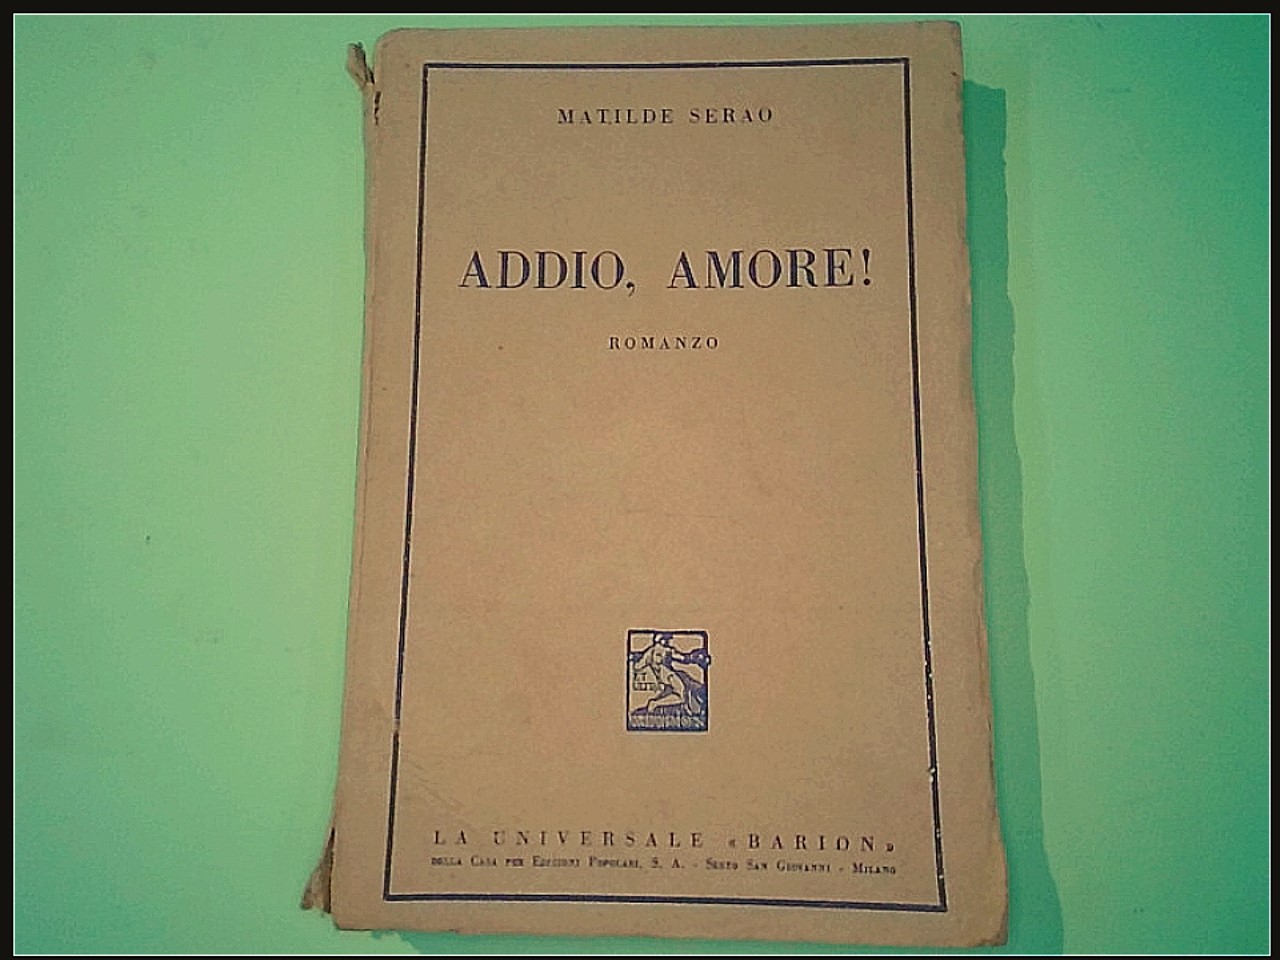 MATILDE SERAO
ADDIO, AMORE!
ROMANZO
LA UNIVERSALE «BARION»
DELLA CASA PER EDIZIONI POPOLARI, S. A. - SESTO SAN GIOVANNI - MILANO